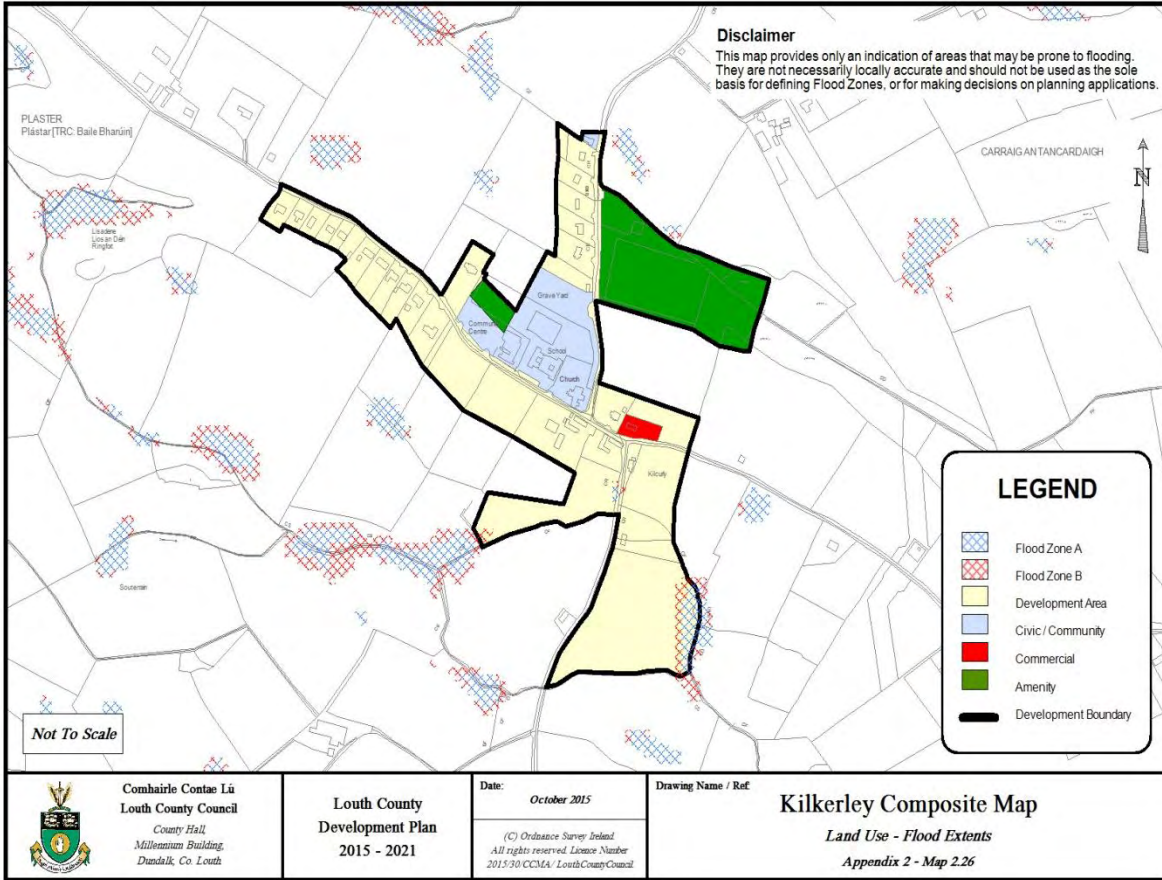 Disclaimer
This map provides only an indication of areas that may be prone to flooding.
They are not necessarily locally accurate and should not be used as the sole
basis for defining Flood Zones, or for making decisions on planning applications.
PLASTER
Plástar [TRC: Baile Bharúin]
CARRAIG AN TANCARDAIGH
N
Lisadere
Ringfort
Grave Yard
Centre
School
Church
Kilcurly
LEGEND
Flood Zone A
Flood Zone B
Development Area
Civic / Community
Commercial
Amenity
Development Boundary
Not To Scale
Comhairle Contae Lú
Louth County Council
County Hall,
Millennium Building,
Dundalk, Co. Louth
Louth County
Development Plan
2015 - 2021
Date:
October 2015
(C) Ordnance Survey Ireland.
All rights reserved. Licence Number
2015/30/CCMA/ LouthCountyCouncil
Drawing Name / Ref:
Kilkerley Composite Map
Land Use - Flood Extents
Appendix 2 - Map 2.26